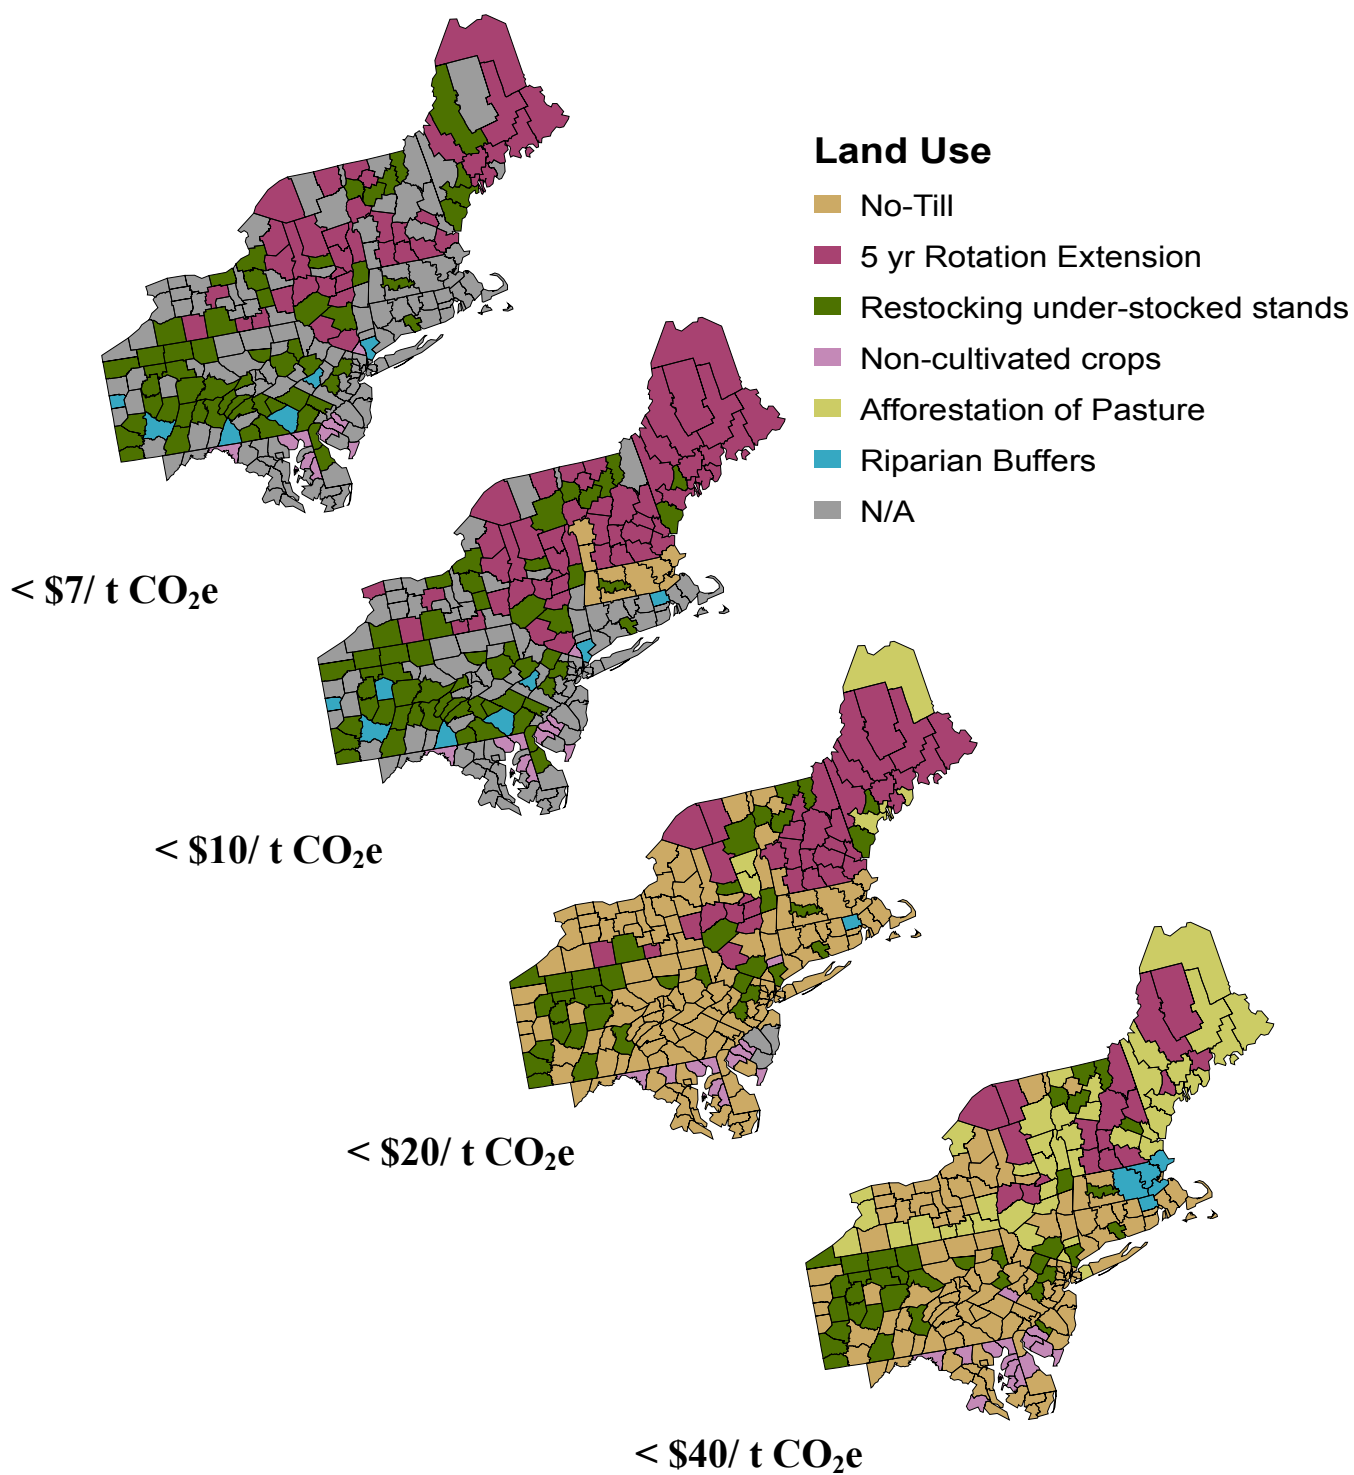 Land Use
No-Till
5 yr Rotation Extension
Restocking under-stocked stands
Non-cultivated crops
Afforestation of Pasture
Riparian Buffers
N/A
< $7/ t CO₂e
< $10/ t CO₂e
< $20/ t CO₂e
< $40/ t CO₂e